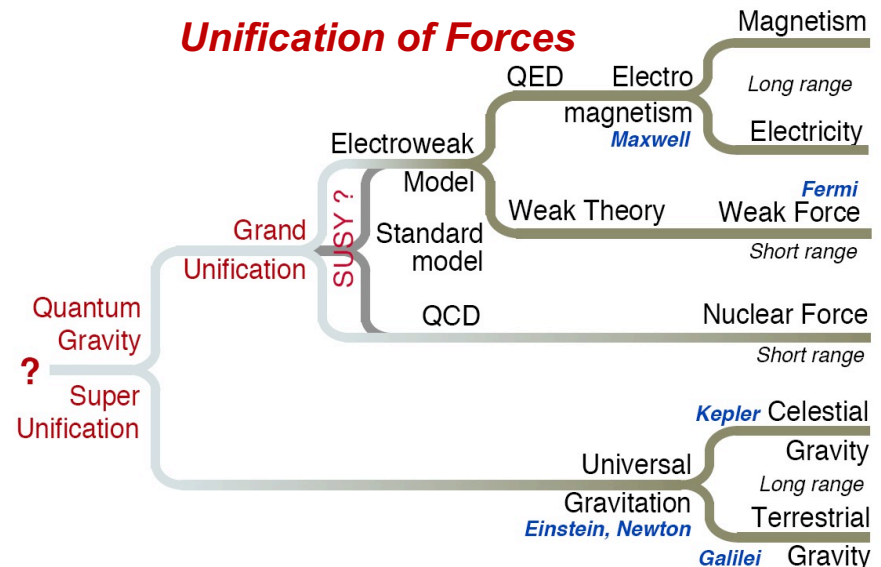 Unification of Forces
Magnetism
QED
Electro
magnetism
Maxwell
Long range
Electricity
Electroweak
Model
Fermi
Weak Theory
Weak Force
Short range
Grand
Unification
SUSY ?
Standard
model
QCD
Nuclear Force
Short range
Quantum
Gravity
?
Super
Unification
Kepler Celestial
Gravity
Universal
Gravitation
Einstein, Newton
Long range
Terrestrial
Galilei Gravity